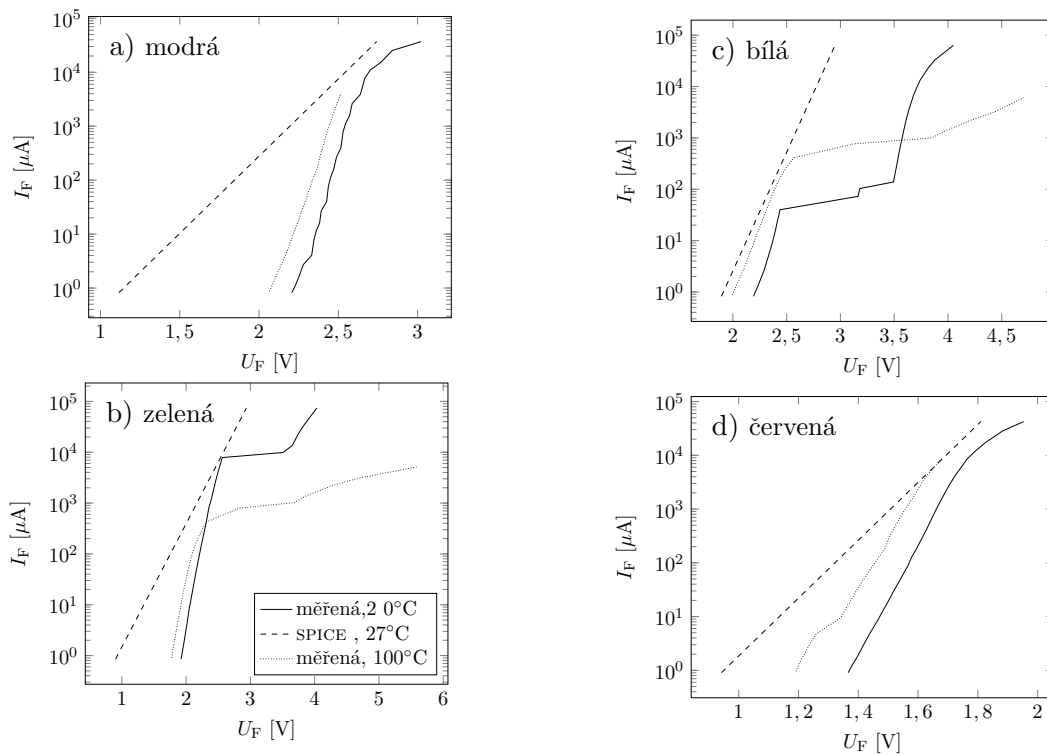 a) modrá
10^5
10^4
10^3
10^2
10^1
10^0
I_F [μA]
1 1,5 2 2,5 3
U_F [V]
c) bílá
10^5
10^4
10^3
10^2
10^1
10^0
I_F [μA]
2 2,5 3 3,5 4 4,5
U_F [V]
b) zelená
10^5
10^4
10^3
10^2
10^1
10^0
I_F [μA]
měřená,2 0°C
SPICE , 27°C
měřená, 100°C
1 2 3 4 5 6
U_F [V]
d) červená
10^5
10^4
10^3
10^2
10^1
10^0
I_F [μA]
1 1,2 1,4 1,6 1,8 2
U_F [V]